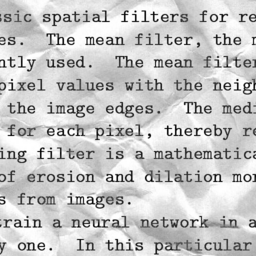 ssic spatial filters for re
es. The mean filter, the m
ntly used. The mean filter
pixel values with the neigh
the image edges. The medi
for each pixel, thereby re
ing filter is a mathematica
of erosion and dilation mor
s from images.
train a neural network in a
y one. In this particular